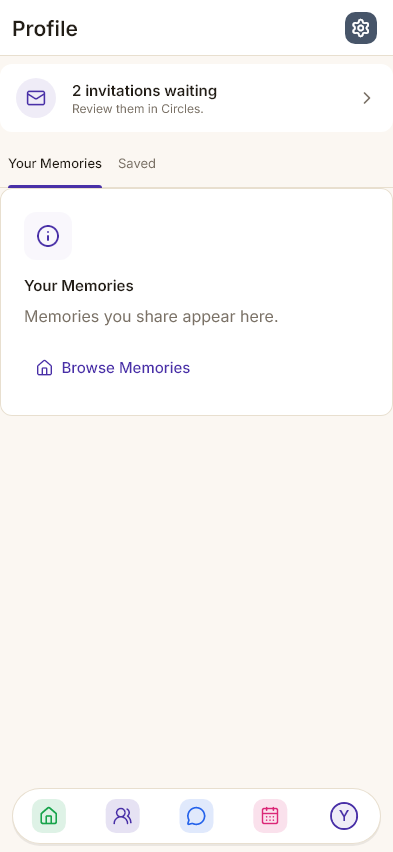 Profile
2 invitations waiting
Review them in Circles.
Your Memories Saved
Your Memories
Memories you share appear here.
Browse Memories
Y